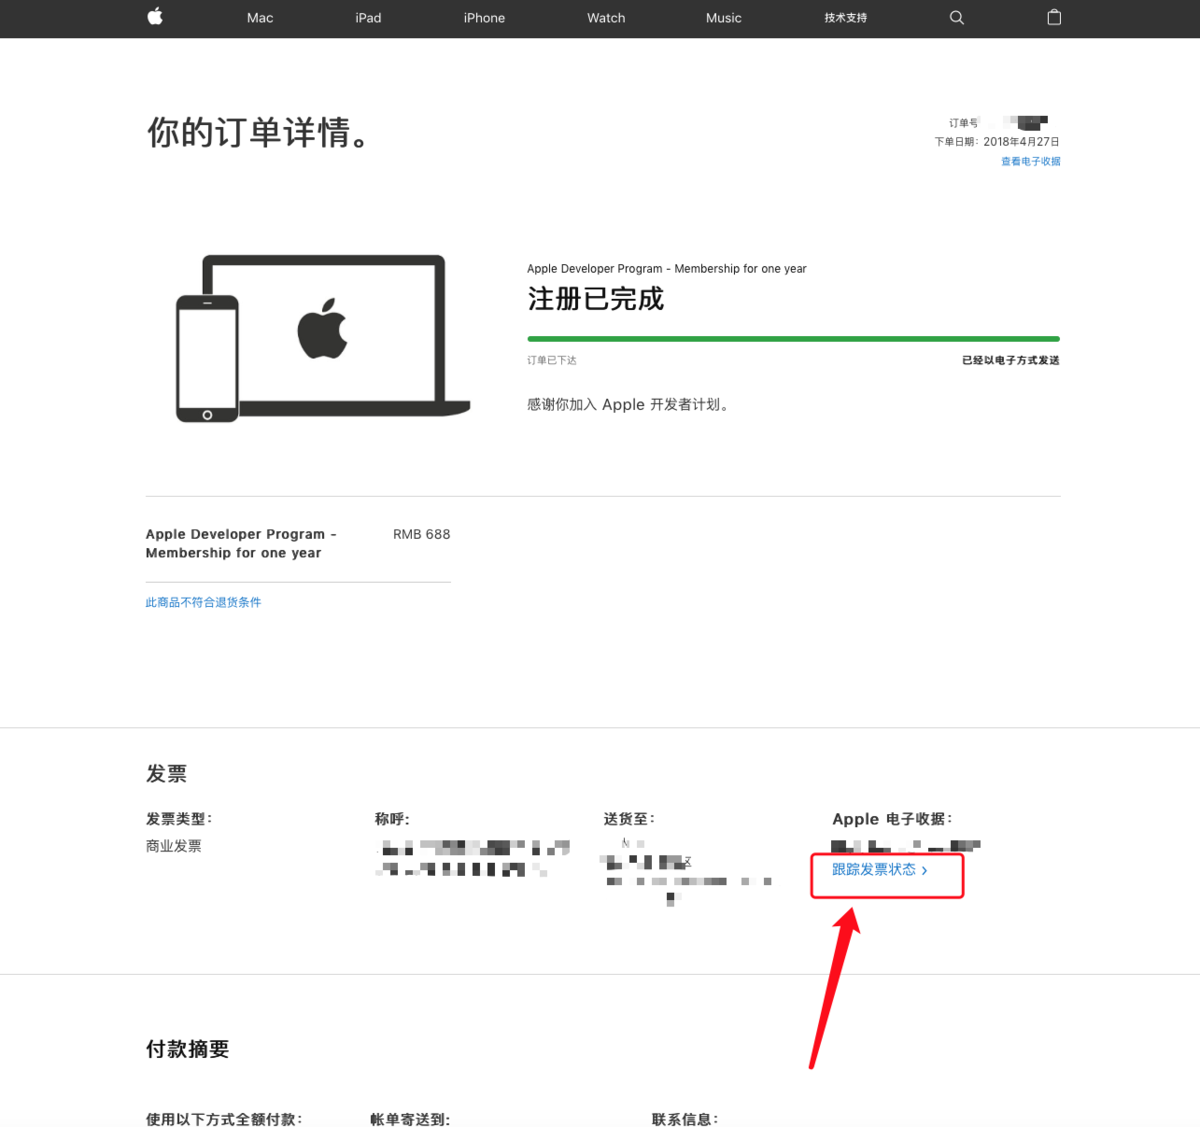 Mac iPad iPhone Watch Music 技术支持
你的订单详情。
订单号
下单日期: 2018年4月27日
查看电子收据
Apple Developer Program - Membership for one year
注册已完成
订单已下达 已经以电子方式发送
感谢你加入 Apple 开发者计划。
Apple Developer Program - RMB 688
Membership for one year
此商品不符合退货条件
发票
发票类型: 称呼: 送货至: Apple 电子收据:
商业发票
区
跟踪发票状态 ›
付款摘要
使用以下方式全额付款: 帐单寄送到: 联系信息: